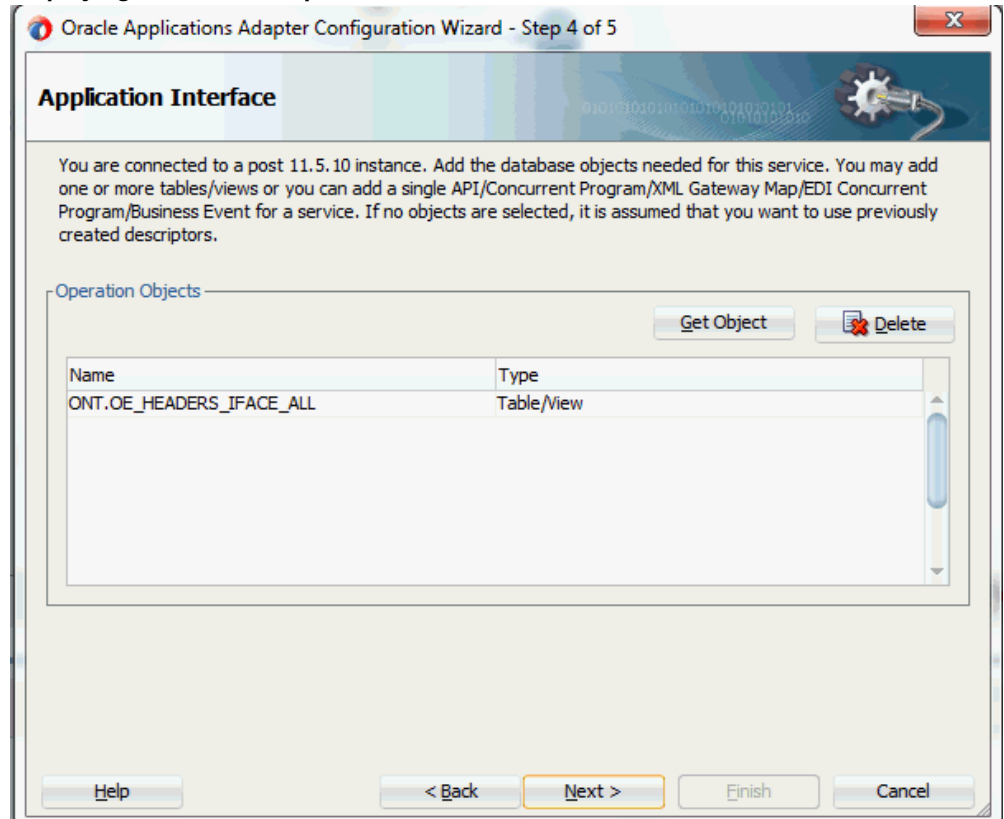 Oracle Applications Adapter Configuration Wizard - Step 4 of 5
Application Interface
You are connected to a post 11.5.10 instance. Add the database objects needed for this service. You may add
one or more tables/views or you can add a single API/Concurrent Program/XML Gateway Map/EDI Concurrent
Program/Business Event for a service. If no objects are selected, it is assumed that you want to use previously
created descriptors.
Operation Objects
Get Object
Delete
Name Type
ONT.OE_HEADERS_IFACE_ALL Table/View
Help
< Back
Next >
Finish
Cancel